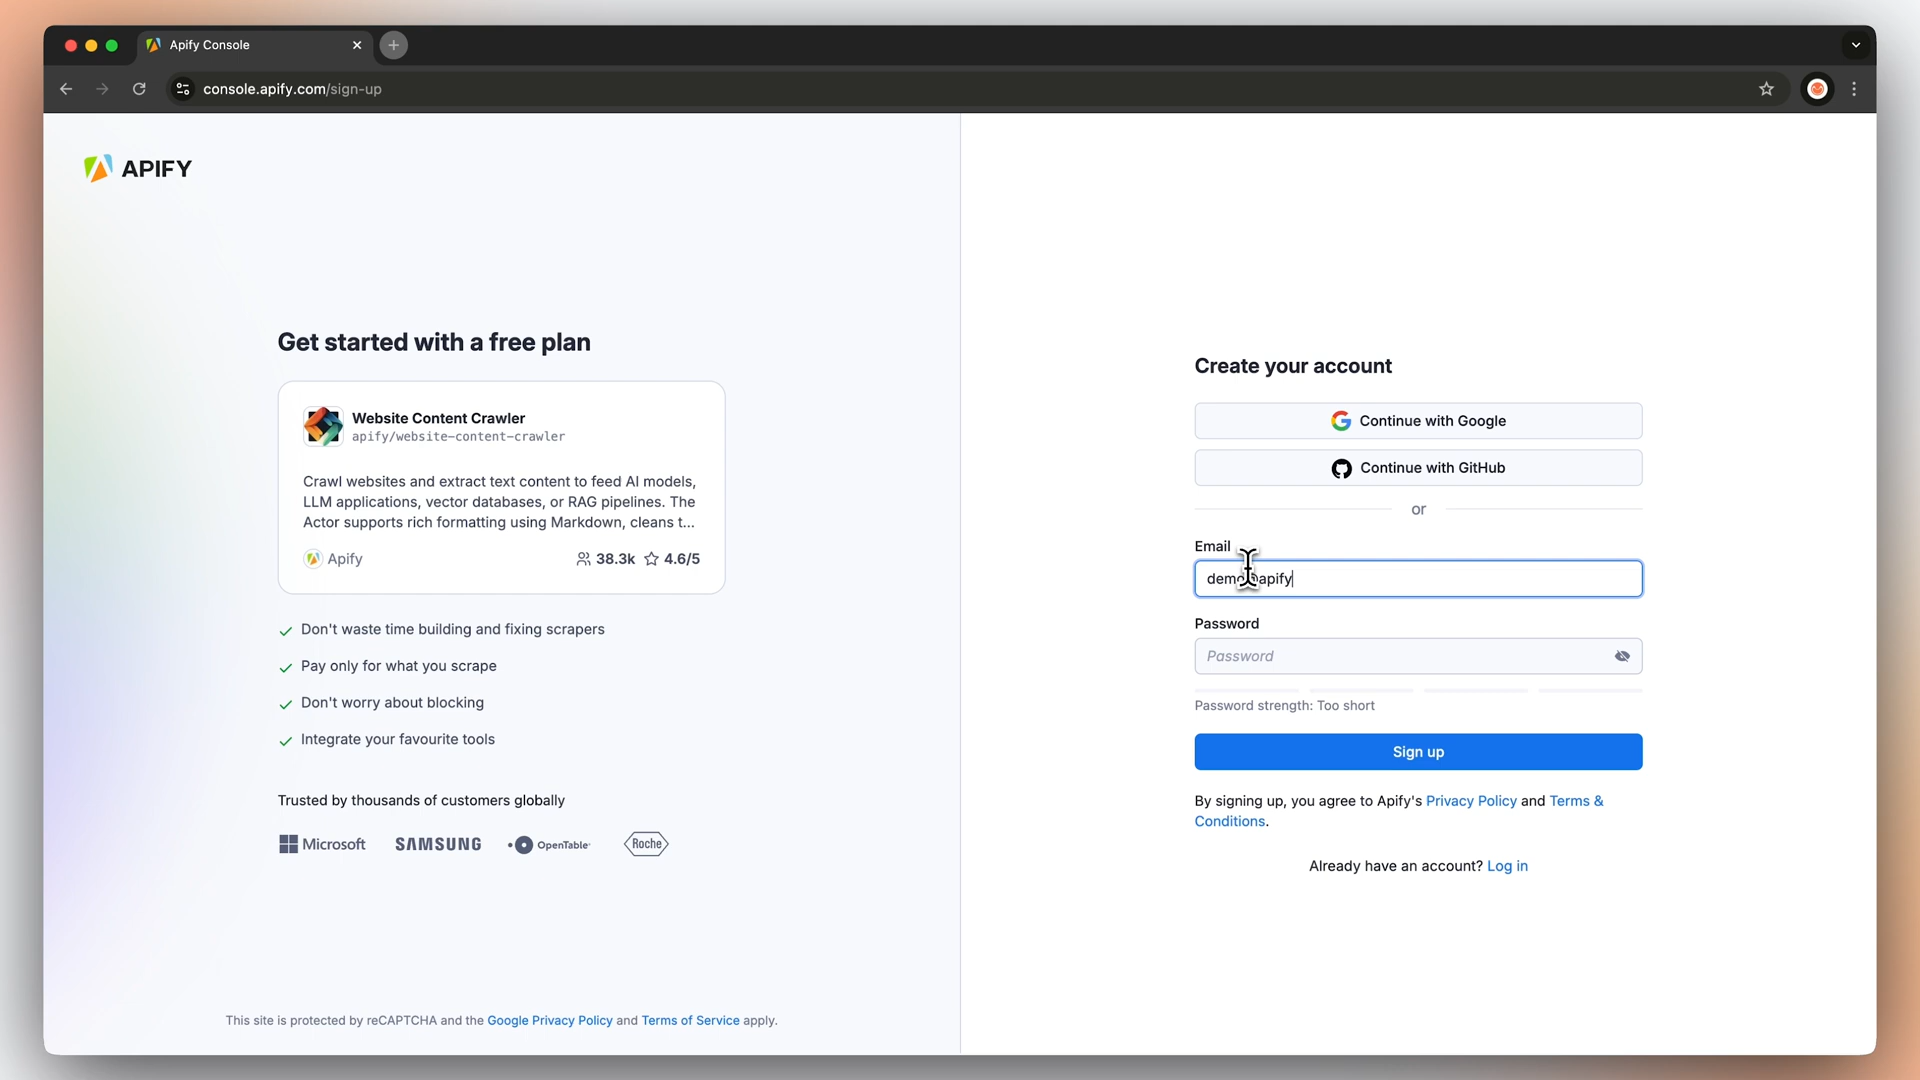 Apify Console
console.apify.com/sign-up
APIFY
Get started with a free plan
Website Content Crawler
apify/website-content-crawler
Crawl websites and extract text content to feed AI models,
LLM applications, vector databases, or RAG pipelines. The
Actor supports rich formatting using Markdown, cleans t...
Apify 38.3k 4.6/5
Don't waste time building and fixing scrapers
Pay only for what you scrape
Don't worry about blocking
Integrate your favourite tools
Trusted by thousands of customers globally
Microsoft SAMSUNG OpenTable Roche
This site is protected by reCAPTCHA and the Google Privacy Policy and Terms of Service apply.
Create your account
Continue with Google
Continue with GitHub
or
Email
apify
Password
Password
Password strength: Too short
Sign up
By signing up, you agree to Apify's Privacy Policy and Terms &
Conditions.
Already have an account? Log in